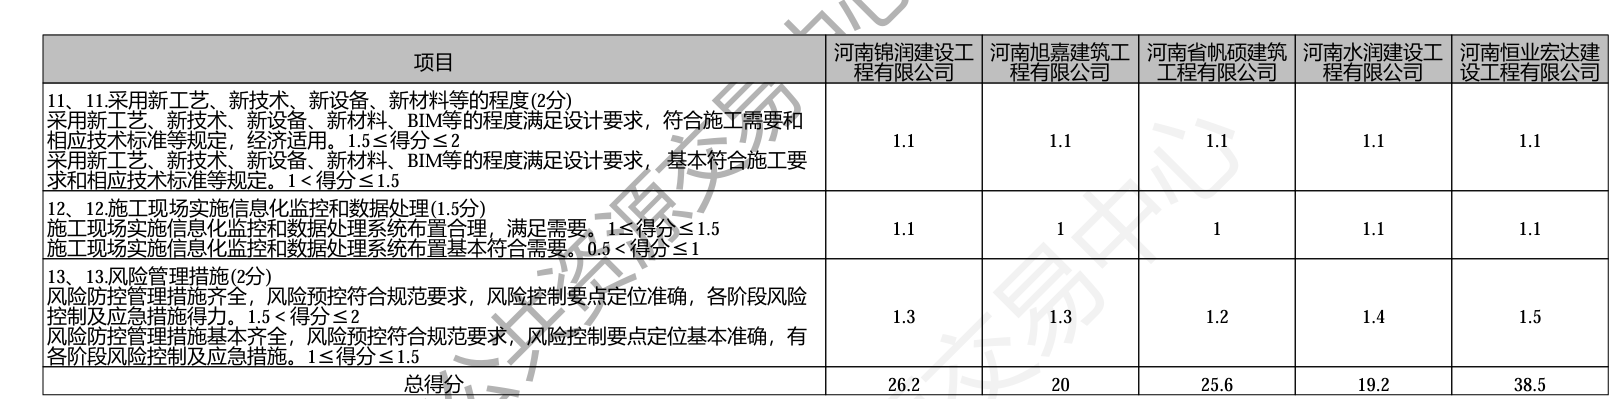 项目
河南锦润建设工程有限公司
河南旭嘉建筑工程有限公司
河南省帆硕建筑工程有限公司
河南水润建设工程有限公司
河南恒业宏达建设工程有限公司
11、11.采用新工艺、新技术、新设备、新材料等的程度(2分)
采用新工艺、新技术、新设备、新材料、BIM等的程度满足设计要求，符合施工需要和
相应技术标准等规定，经济适用。1.5≤得分≤2
采用新工艺、新技术、新设备、新材料、BIM等的程度满足设计要求，基本符合施工要
求和相应技术标准等规定。1＜得分≤1.5
1.1 1.1 1.1 1.1 1.1
12、12.施工现场实施信息化监控和数据处理(1.5分)
施工现场实施信息化监控和数据处理系统布置合理，满足需要。1≤得分≤1.5
施工现场实施信息化监控和数据处理系统布置基本符合需要。0.5＜得分≤1
1.1 1 1 1.1 1.1
13、13.风险管理措施(2分)
风险防控管理措施齐全，风险预控符合规范要求，风险控制要点定位准确，各阶段风险
控制及应急措施得力。1.5＜得分≤2
风险防控管理措施基本齐全，风险预控符合规范要求，风险控制要点定位基本准确，有
各阶段风险控制及应急措施。1≤得分≤1.5
1.3 1.3 1.2 1.4 1.5
总得分 26.2 20 25.6 19.2 38.5
公共资源交易中心
交易中心